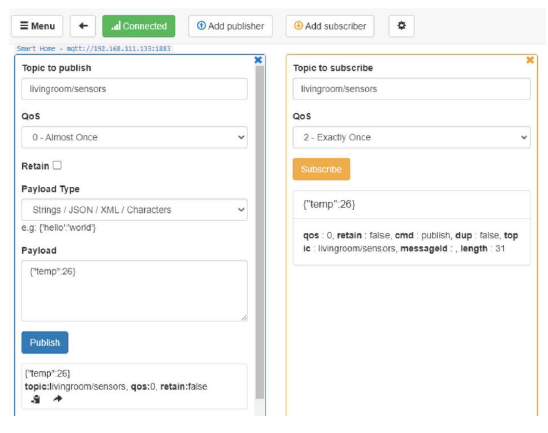 Menu
Connected
Add publisher
Add subscriber
Smart Home - mqtt://192.168.111.133:1883
Topic to publish
livingroom/sensors
QoS
0 - Almost Once
Retain
Payload Type
Strings / JSON / XML / Characters
e.g: {'hello':'world'}
Payload
{"temp":26}
Publish
{"temp":26}
topic:livingroom/sensors, qos:0, retain:false
Topic to subscribe
livingroom/sensors
QoS
2 - Exactly Once
Subscribe
{"temp":26}
qos : 0, retain : false, cmd : publish, dup : false, top
ic : livingroom/sensors, messageId : , length : 31